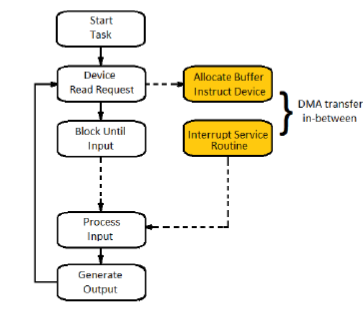 Start
Task
Device
Read Request
Allocate Buffer
Instruct Device
DMA transfer
in-between
Block Until
Input
Interrupt Service
Routine
Process
Input
Generate
Output